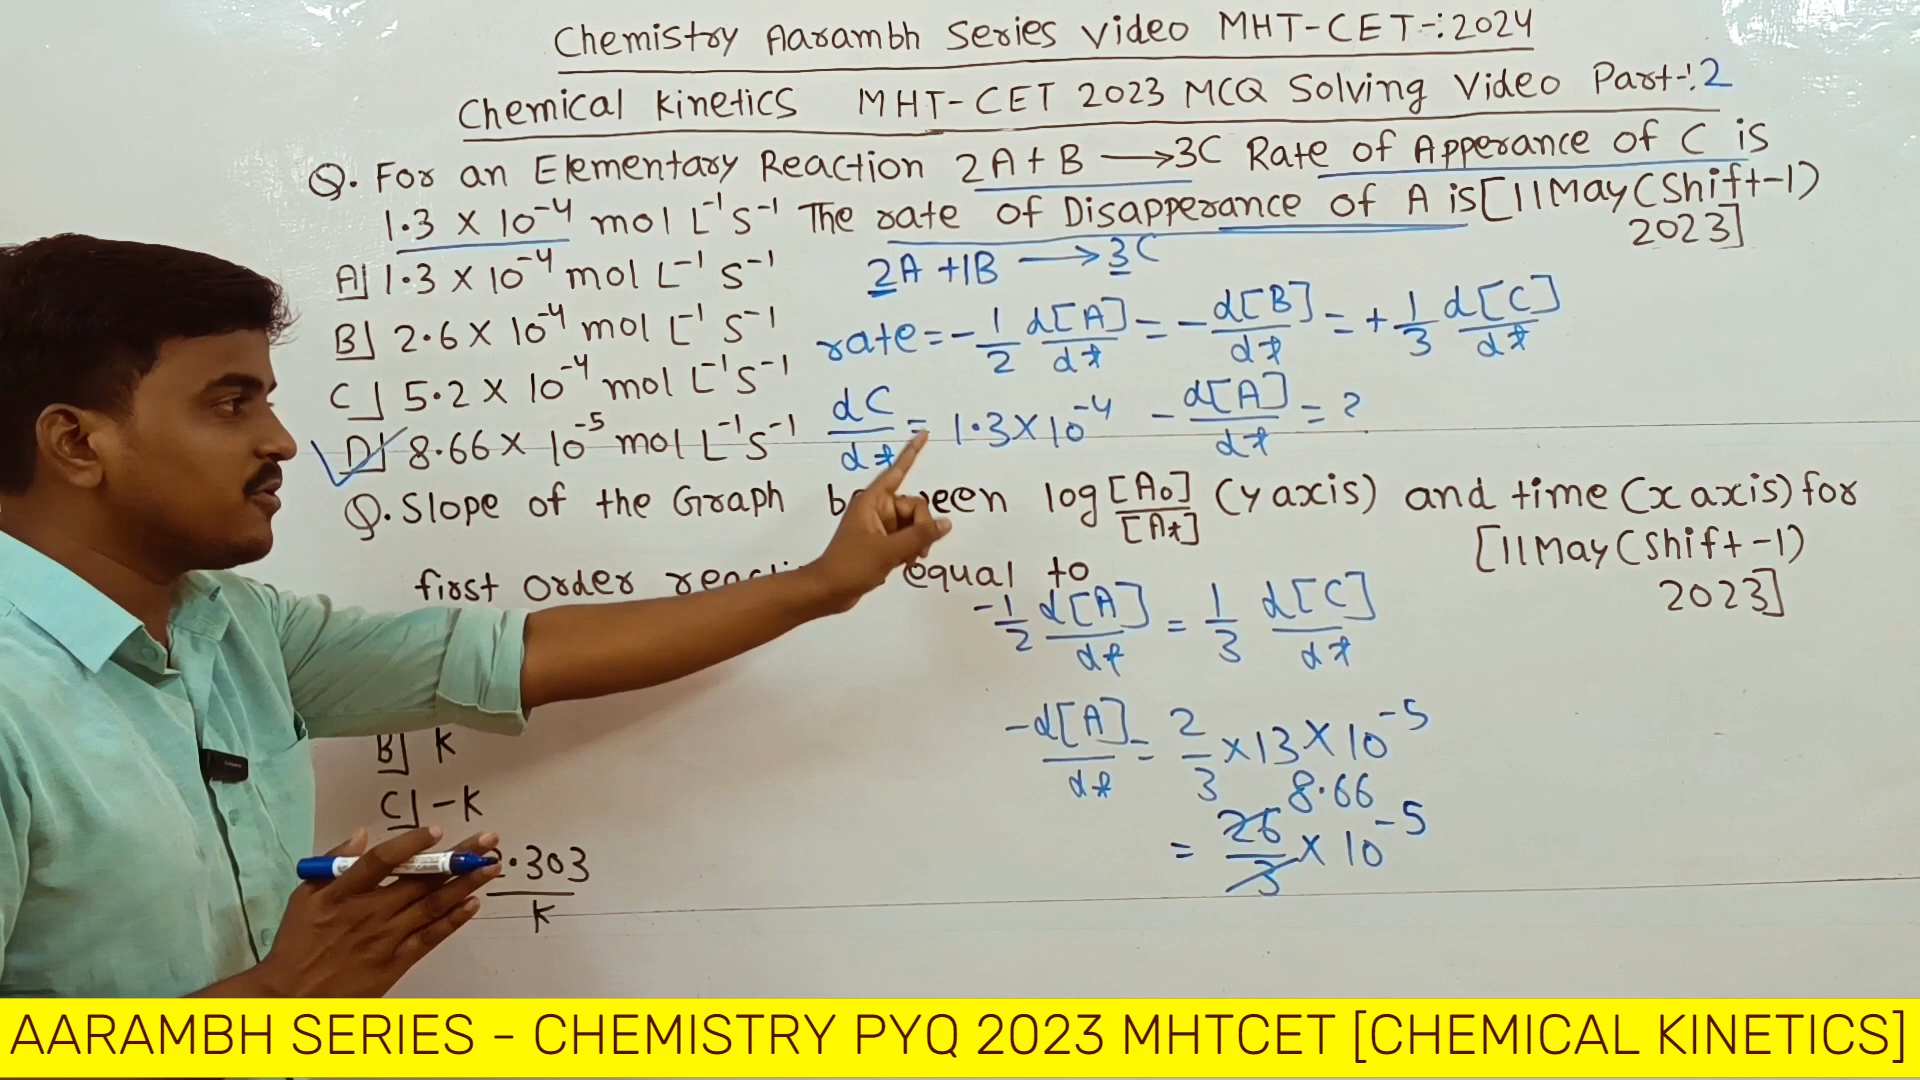 Chemistry Aarambh Series Video MHT-CET-:2024
Chemical Kinetics MHT-CET 2023 MCQ Solving Video Part-:2
Q. For an Elementary Reaction 2A+B ⟶3C Rate of Apperance of C is
1.3 × 10⁻⁴ mol L⁻¹S⁻¹ The rate of Disapperance of A is [11May(Shift-1)
2023]
A] 1.3 × 10⁻⁴ mol L⁻¹ S⁻¹
B] 2.6 × 10⁻⁴ mol L⁻¹ S⁻¹
C] 5.2 × 10⁻⁴ mol L⁻¹S⁻¹
D] 8.66 × 10⁻⁵ mol L⁻¹S⁻¹
2A +1B ⟶ 3C
rate = -1/2 d[A]/dt = -d[B]/dt = +1/3 d[C]/dt
dC/dt = 1.3×10⁻⁴ -d[A]/dt = ?
-1/2 d[A]/dt = 1/3 d[C]/dt
-d[A]/dt = 2/3 ×13×10⁻⁵
8.66
= 26/3 × 10⁻⁵
Q. Slope of the Graph log [A₀]/[At] (y axis) and time (x axis) for
[11May(Shift-1)
2023]
first Order equal to
B] K
C] -K
2.303/K
AARAMBH SERIES - CHEMISTRY PYQ 2023 MHTCET [CHEMICAL KINETICS]